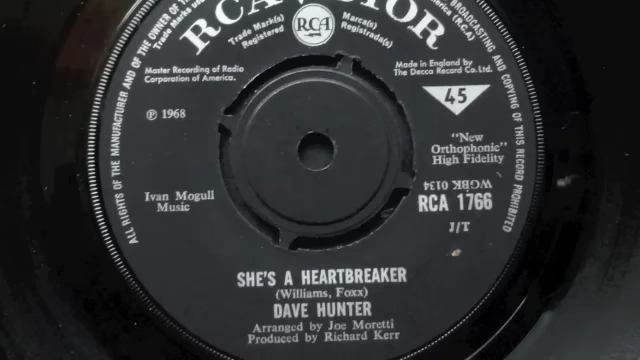 RCA VICTOR
Trade Mark(s)
Registered
RCA
Marca(s)
Registrada(s)
Master Recording of Radio
Corporation of America.
Made in England by
The Decca Record Co. Ltd.
45
℗ 1968
"New
Orthophonic"
High Fidelity
WGBK 0134
RCA 1766
J/T
Ivan Mogull
Music
SHE'S A HEARTBREAKER
(Williams, Foxx)
DAVE HUNTER
Arranged by Joe Moretti
Produced by Richard Kerr
ALL RIGHTS OF THE MANUFACTURER AND OF THE OWNER OF
BROADCASTING AND COPYING OF THIS RECORD PROHIBITED